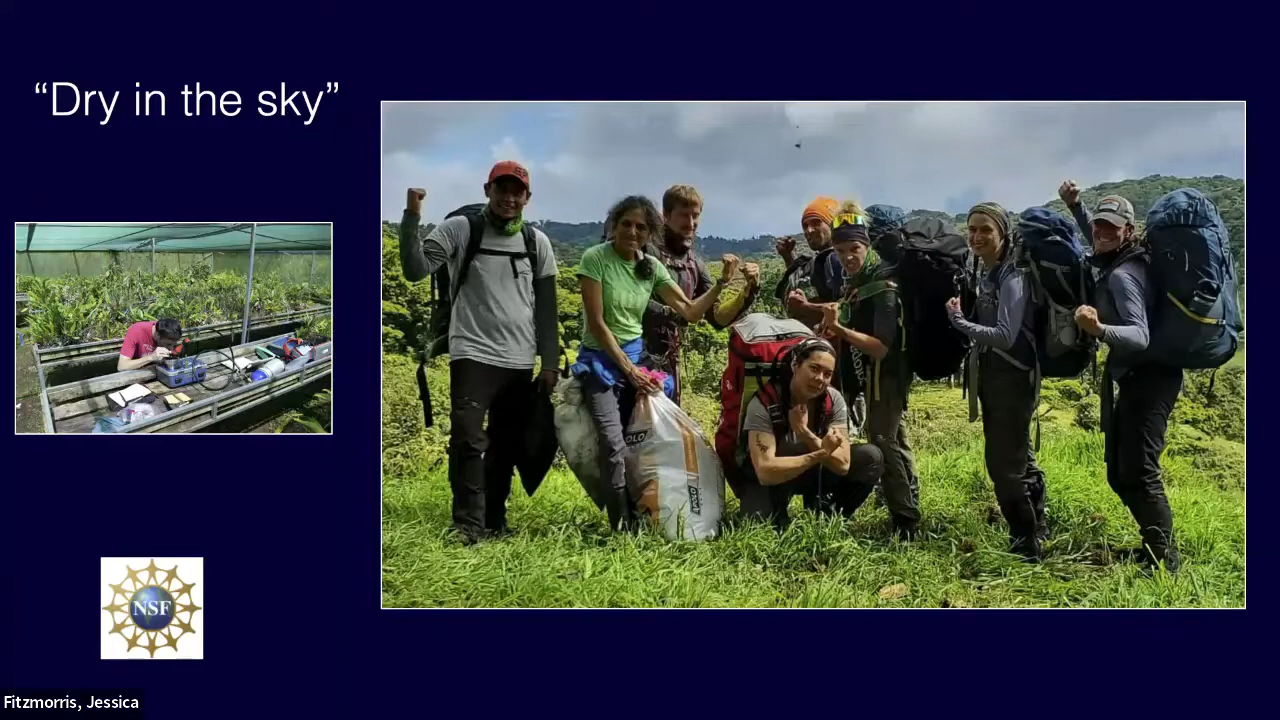 “Dry in the sky”
NSF
Fitzmorris, Jessica